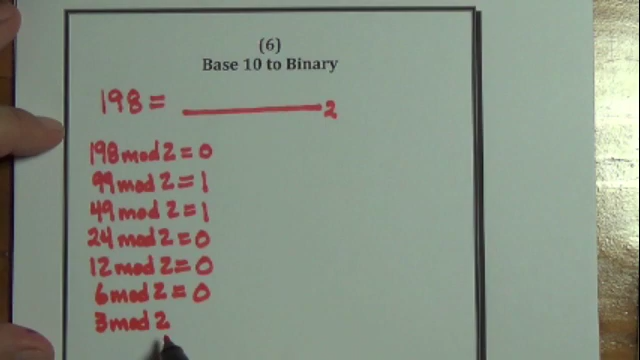 (6)
Base 10 to Binary
198 = ________ 2
198 mod 2 = 0
99 mod 2 = 1
49 mod 2 = 1
24 mod 2 = 0
12 mod 2 = 0
6 mod 2 = 0
3 mod 2